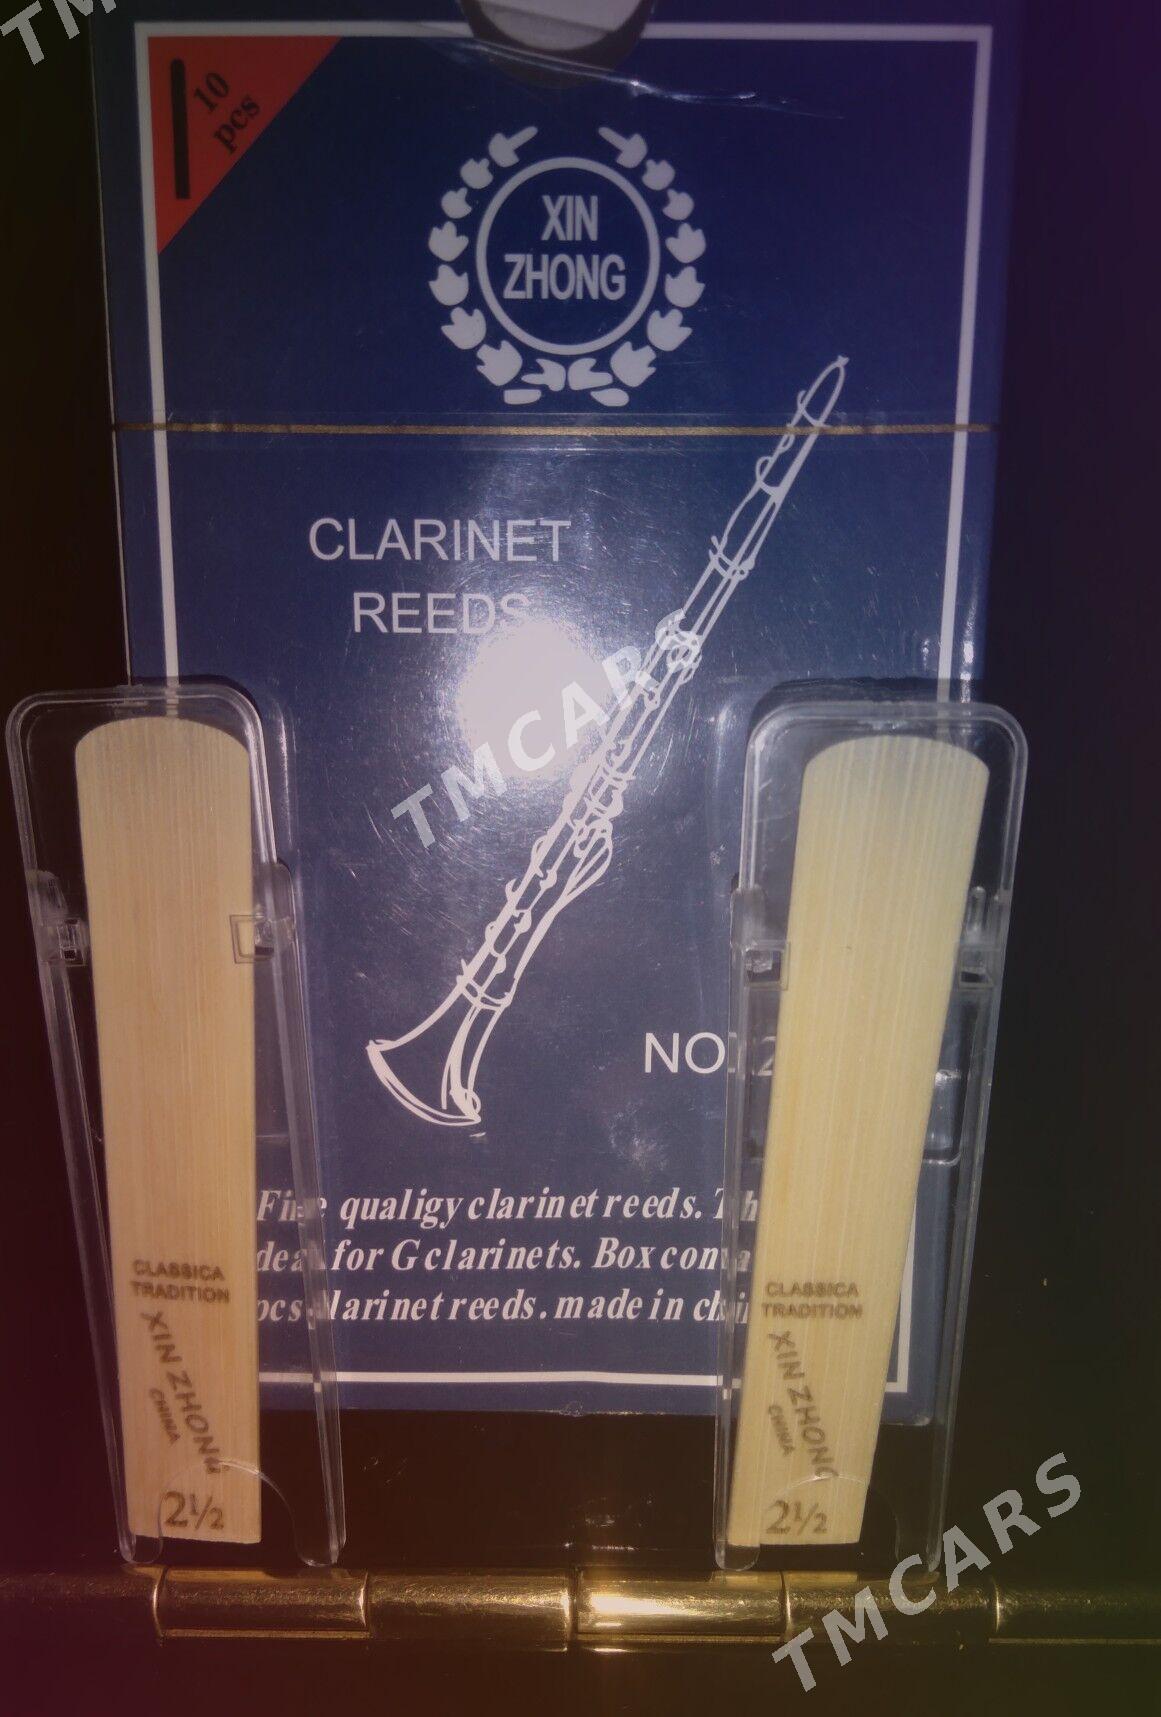 10
pcs
XIN
ZHONG
CLARINET
REEDS
TMCARS
NO: 2
Fine qualigy clarinet reeds.
for G clarinets. Box
clarinet reeds. made in
CLASSICA
TRADITION
XIN ZHONG
CHINA
2½
CLASSICA
TRADITION
XIN ZHONG
CHINA
2½
TMCARS